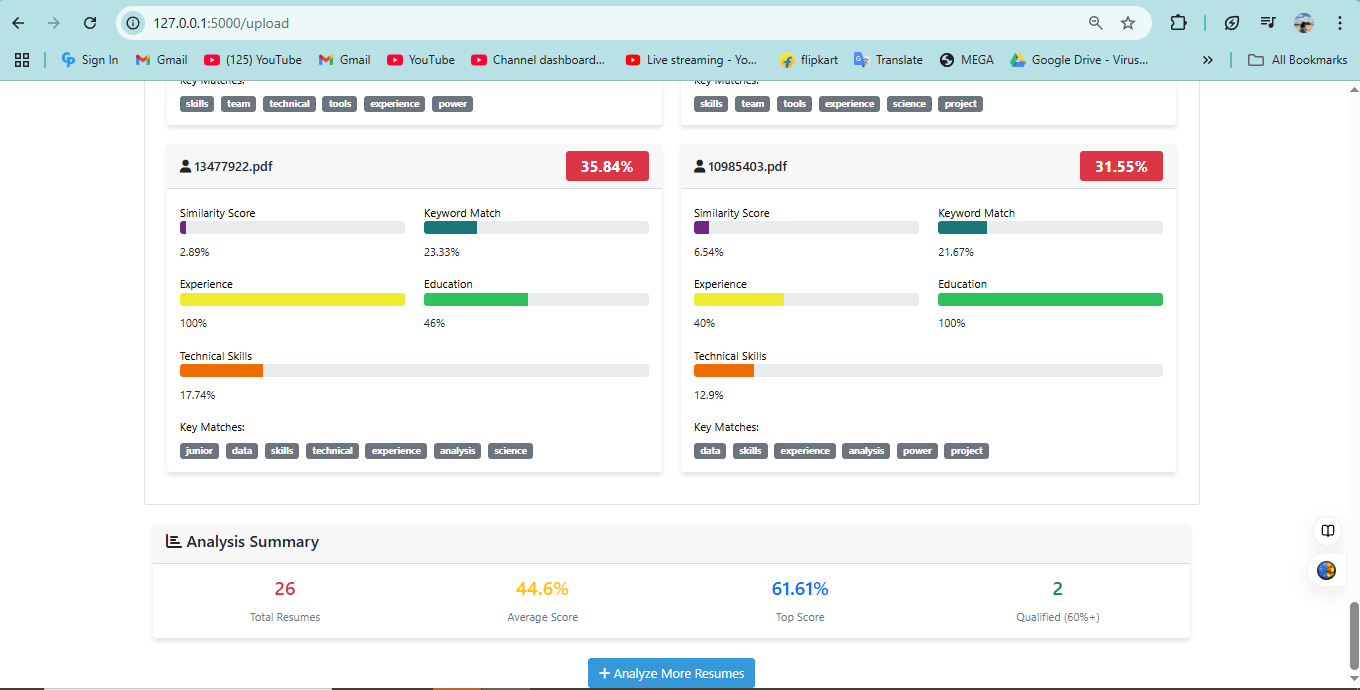 127.0.0.1:5000/upload
Sign In Gmail (125) YouTube Gmail YouTube Channel dashboard... Live streaming - Yo... flipkart Translate MEGA Google Drive - Virus... » All Bookmarks
Key Matches: Key Matches:
skills team technical tools experience power skills team tools experience science project
13477922.pdf 35.84% 10985403.pdf 31.55%
Similarity Score Keyword Match Similarity Score Keyword Match
2.89% 23.33% 6.54% 21.67%
Experience Education Experience Education
100% 46% 40% 100%
Technical Skills Technical Skills
17.74% 12.9%
Key Matches: Key Matches:
junior data skills technical experience analysis science data skills experience analysis power project
Analysis Summary
26 44.6% 61.61% 2
Total Resumes Average Score Top Score Qualified (60%+)
+ Analyze More Resumes